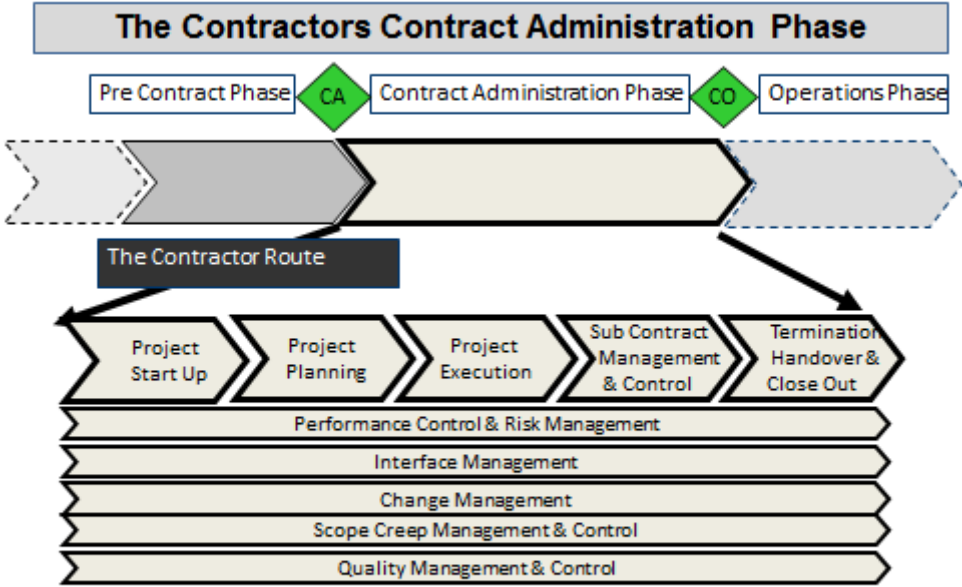 The Contractors Contract Administration Phase
Pre Contract Phase
CA
Contract Administration Phase
CO
Operations Phase
The Contractor Route
Project
Start Up
Project
Planning
Project
Execution
Sub Contract
Management
& Control
Termination
Handover &
Close Out
Performance Control & Risk Management
Interface Management
Change Management
Scope Creep Management & Control
Quality Management & Control